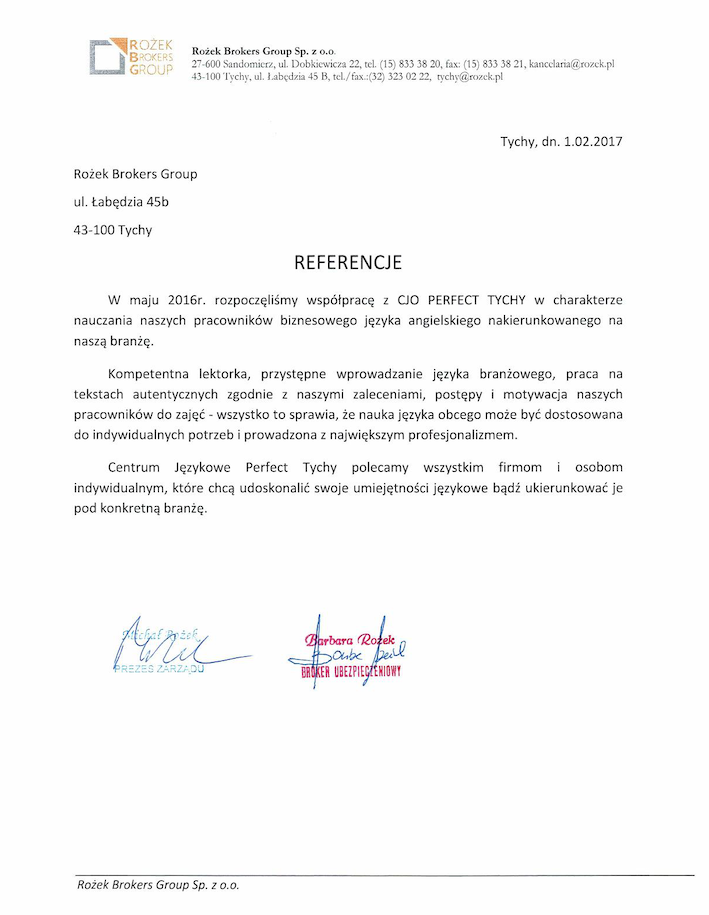 ROŻEK
BROKERS
GROUP
Rożek Brokers Group Sp. z o.o.
27-600 Sandomierz, ul. Dobkiewicza 22, tel. (15) 833 38 20, fax: (15) 833 38 21, kancelaria@rozek.pl
43-100 Tychy, ul. Łabędzia 45 B, tel./fax.:(32) 323 02 22, tychy@rozek.pl
Tychy, dn. 1.02.2017
Rożek Brokers Group
ul. Łabędzia 45b
43-100 Tychy
REFERENCJE
W maju 2016r. rozpoczęliśmy współpracę z CJO PERFECT TYCHY w charakterze
nauczania naszych pracowników biznesowego języka angielskiego nakierunkowanego na
naszą branżę.
Kompetentna lektorka, przystępne wprowadzanie języka branżowego, praca na
tekstach autentycznych zgodnie z naszymi zaleceniami, postępy i motywacja naszych
pracowników do zajęć - wszystko to sprawia, że nauka języka obcego może być dostosowana
do indywidualnych potrzeb i prowadzona z największym profesjonalizmem.
Centrum Językowe Perfect Tychy polecamy wszystkim firmom i osobom
indywidualnym, które chcą udoskonalić swoje umiejętności językowe bądź ukierunkować je
pod konkretną branżę.
Michał Rożek
PREZES ZARZĄDU
Barbara Rożek
BROKER UBEZPIECZENIOWY
Rożek Brokers Group Sp. z o.o.